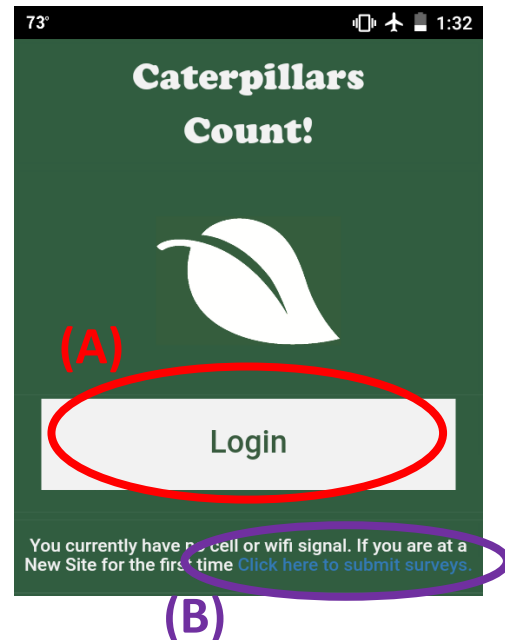 73° 1:32
Caterpillars
Count!
(A)
Login
You currently have no cell or wifi signal. If you are at a
New Site for the first time Click here to submit surveys.
(B)